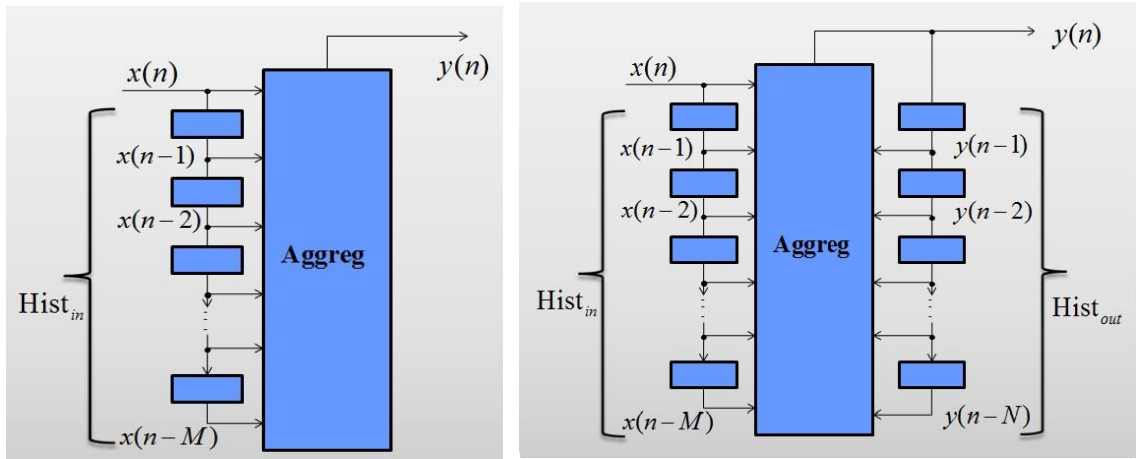 x(n)
y(n)
x(n−1)
x(n−2)
Aggreg
Hist_in
x(n−M)
y(n)
x(n)
x(n−1)
y(n−1)
x(n−2)
y(n−2)
Aggreg
Hist_in
Hist_out
x(n−M)
y(n−N)